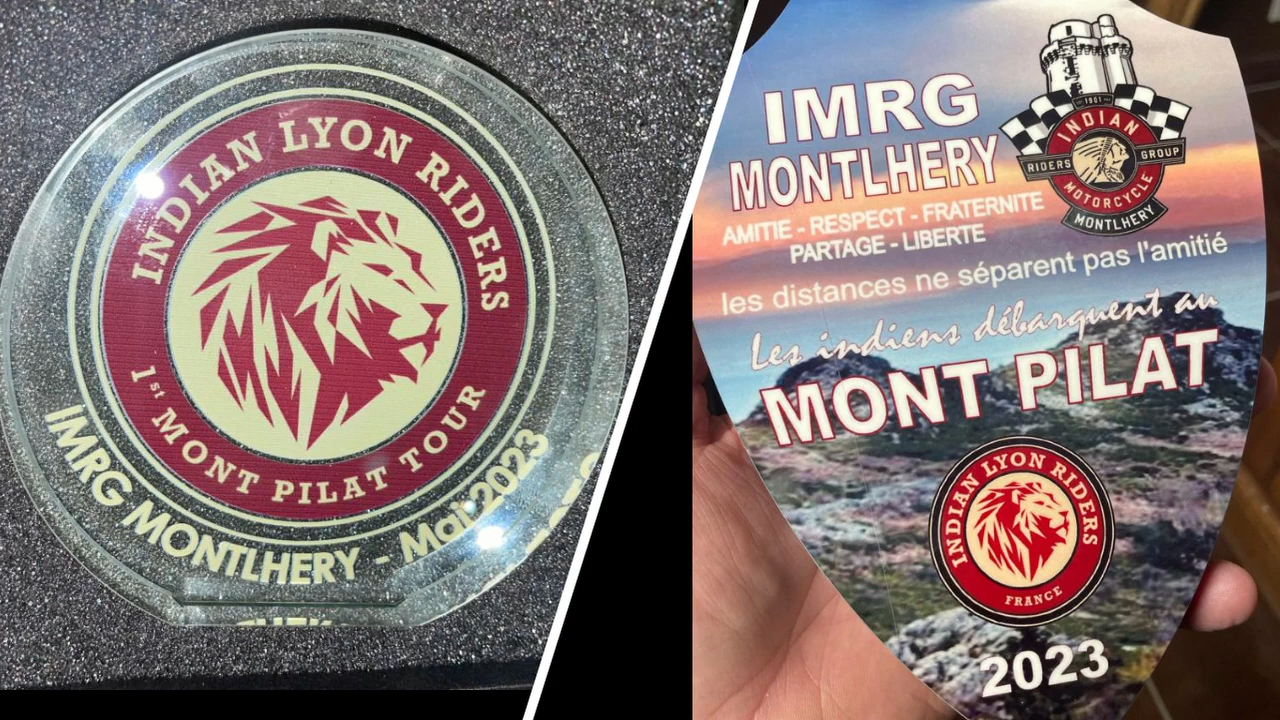 INDIAN LYON RIDERS
1st MONT PILAT TOUR
IMRG MONTLHERY - Mai 2023
IMRG
MONTLHERY
AMITIE - RESPECT - FRATERNITE
PARTAGE - LIBERTE
1901
INDIAN
RIDERS GROUP
MOTORCYCLE
MONTLHERY
les distances ne séparent pas l'amitié
Les indiens débarquent au
MONT PILAT
INDIAN LYON RIDERS
FRANCE
2023